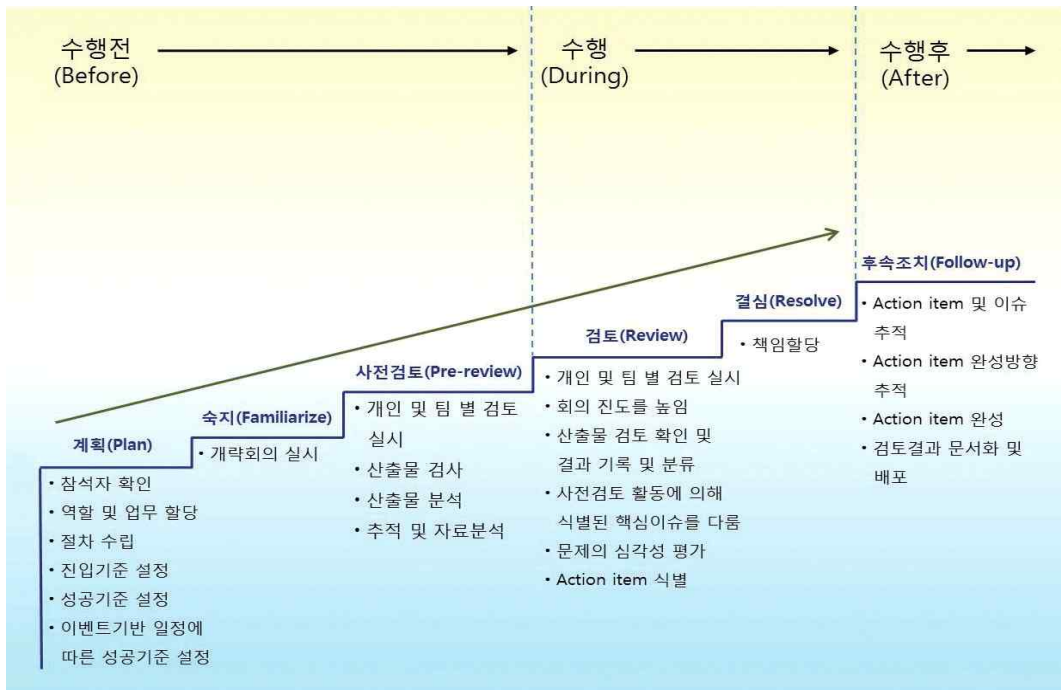 수행전
(Before)
수행
(During)
수행후
(After)
계획(Plan)
• 참석자 확인
• 역할 및 업무 할당
• 절차 수립
• 진입기준 설정
• 성공기준 설정
• 이벤트기반 일정에
따른 성공기준 설정
숙지(Familiarize)
• 개략회의 실시
사전검토(Pre-review)
• 개인 및 팀 별 검토
실시
• 산출물 검사
• 산출물 분석
• 추적 및 자료분석
검토(Review)
• 개인 및 팀 별 검토 실시
• 회의 진도를 높임
• 산출물 검토 확인 및
결과 기록 및 분류
• 사전검토 활동에 의해
식별된 핵심이슈를 다룸
• 문제의 심각성 평가
• Action item 식별
결심(Resolve)
• 책임할당
후속조치(Follow-up)
• Action item 및 이슈
추적
• Action item 완성방향
추적
• Action item 완성
• 검토결과 문서화 및
배포